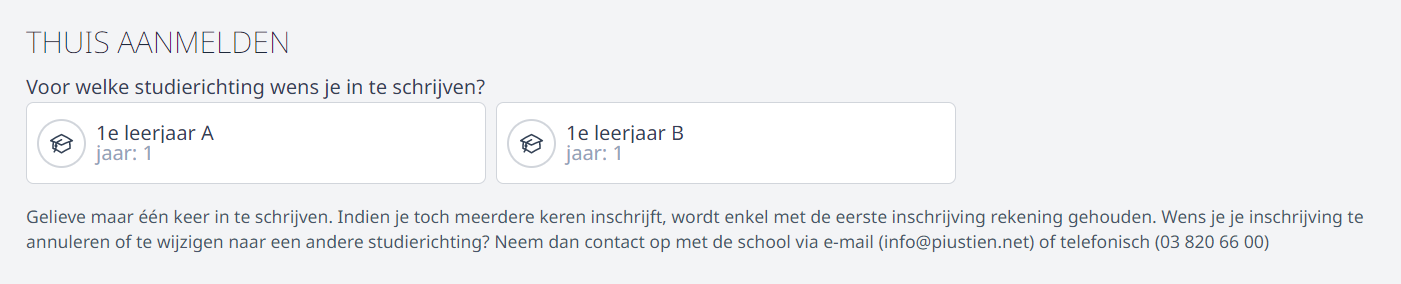 THUIS AANMELDEN
Voor welke studierichting wens je in te schrijven?
1e leerjaar A
jaar: 1
1e leerjaar B
jaar: 1
Gelieve maar één keer in te schrijven. Indien je toch meerdere keren inschrijft, wordt enkel met de eerste inschrijving rekening gehouden. Wens je je inschrijving te
annuleren of te wijzigen naar een andere studierichting? Neem dan contact op met de school via e-mail (info@piustien.net) of telefonisch (03 820 66 00)